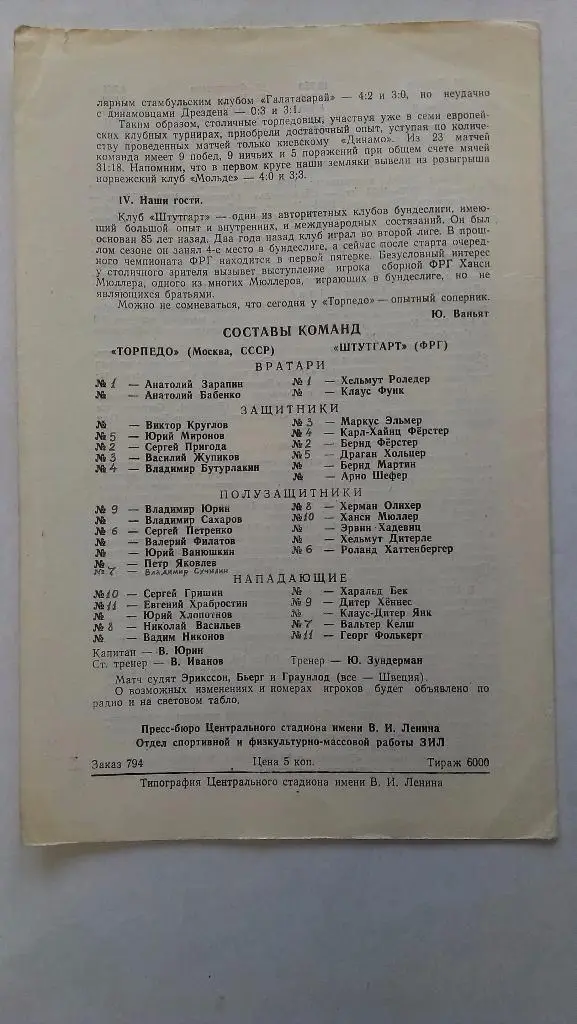 лярным стамбульским клубом «Галатасарай» — 4:2 и 3:0, но неудачно
с динамовцами Дрездена — 0:3 и 3:1.
Таким образом, столичные торпедовцы, участвуя уже в семи европей-
ских клубных турнирах, приобрели достаточный опыт, уступая по количе-
ству проведенных матчей только киевскому «Динамо». Из 23 матчей
команда имеет 9 побед, 9 ничьих и 5 поражений при общем счете мячей
31:18. Напомним, что в первом круге наши земляки вывели из розыгрыша
норвежский клуб «Мольде» — 4:0 и 3;3.
IV. Наши гости.
Клуб «Штутгарт» — один из авторитетных клубов бундеслиги, имею-
щий большой опыт и внутренних, и международных состязаний. Он был
основан 85 лет назад. Два года назад клуб играл во второй лиге. В прош-
лом сезоне он занял 4-е место в бундеслиге, а сейчас после старта очеред-
ного чемпионата ФРГ находится в первой пятерке. Безусловный интерес
у столичного зрителя вызывет выступление игрока сборной ФРГ Ханси
Мюллера, одного из многих Мюллеров, играющих в бундеслиге, но не
являющихся братьями.
Можно не сомневаться, что сегодня у «Торпедо» — опытный соперник.
Ю. Ваньят
СОСТАВЫ КОМАНД
«ТОРПЕДО» (Москва, СССР) «ШТУТГАРТ» (ФРГ)
ВРАТАРИ
№ 1 — Анатолий Зарапин № 1 — Хельмут Роледер
№ — Анатолий Бабенко № — Клаус Функ
ЗАЩИТНИКИ
№ — Виктор Круглов № 3 — Маркус Эльмер
№ 5 — Юрий Миронов № 4 — Карл-Хайнц Фёрстер
№ 2 — Сергей Пригода № 2 — Бернд Фёрстер
№ 3 — Василий Жупиков № 5 — Драган Хольцер
№ 4 — Владимир Бутурлакин № — Бернд Мартин
№ — Арно Шефер
ПОЛУЗАЩИТНИКИ
№ 9 — Владимир Юрин № 8 — Херман Олихер
№ — Владимир Сахаров № 10 — Ханси Мюллер
№ 6 — Сергей Петренко № — Эрвин Хадевиц
№ — Валерий Филатов № — Хельмут Дитерле
№ — Юрий Ванюшкин № 6 — Роланд Хаттенбергер
№ — Петр Яковлев
№ 7 — Владимир Сучилин
НАПАДАЮЩИЕ
№ 10 — Сергей Гришин № — Харальд Бек
№ 11 — Евгений Храбростин № 9 — Дитер Хённес
№ — Юрий Хлопотнов № — Клаус-Дитер Янк
№ 8 — Николай Васильев № 7 — Вальтер Келш
№ — Вадим Никонов № 11 — Георг Фолькерт
Капитан — В. Юрин
Ст. тренер — В. Иванов Тренер — Ю. Зундерман
Матч судят Эрикссон, Бьерг и Граунлод (все — Швеция).
О возможных изменениях и номерах игроков будет объявлено по
радио и на световом табло.
Пресс-бюро Центрального стадиона имени В. И. Ленина
Отдел спортивной и физкультурно-массовой работы ЗИЛ
Заказ 794 Цена 5 коп. Тираж 6000
Типография Центрального стадиона имени В. И. Ленина